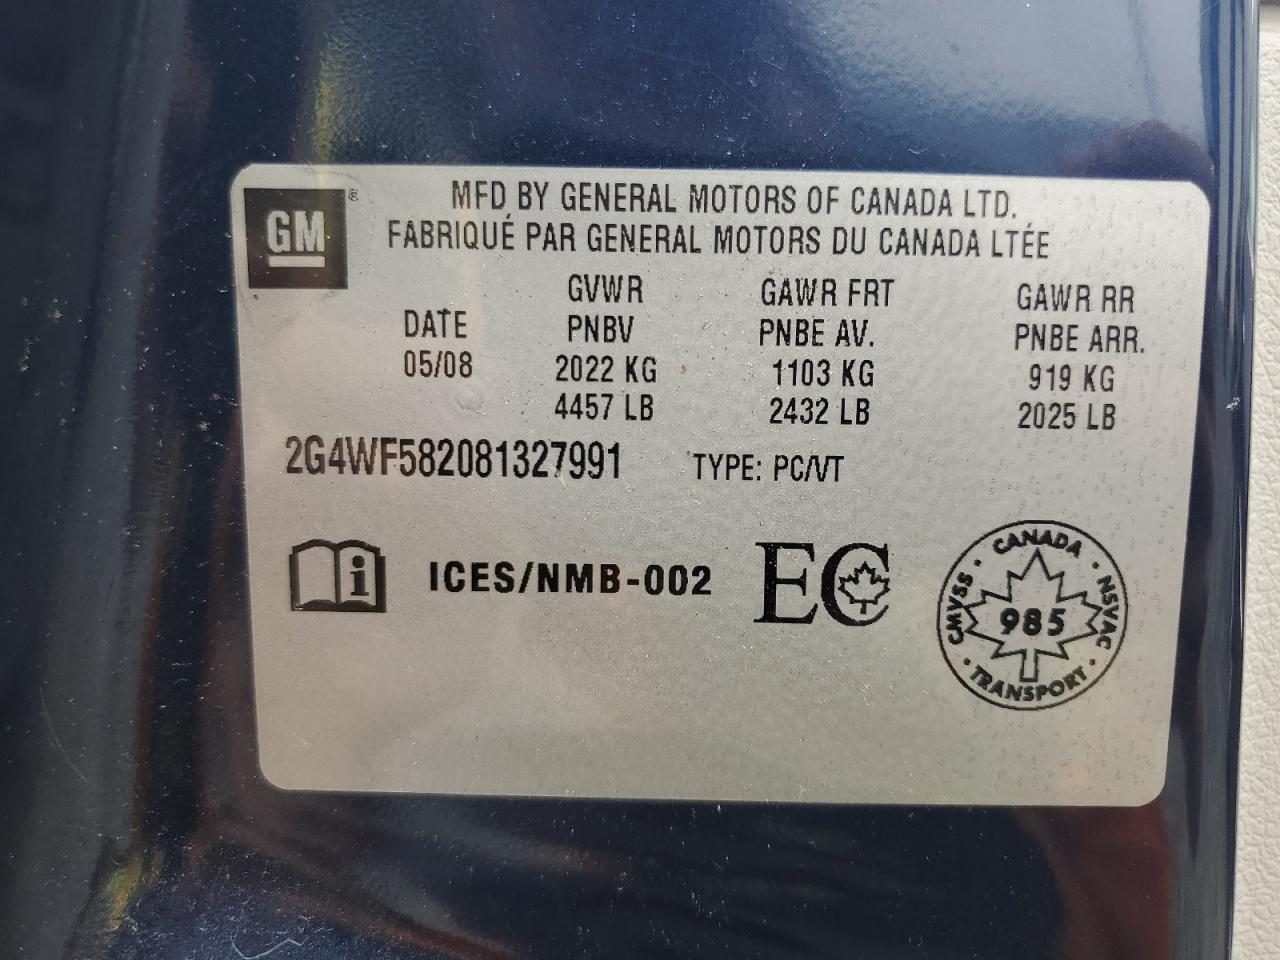 GM ®
MFD BY GENERAL MOTORS OF CANADA LTD.
FABRIQUÉ PAR GENERAL MOTORS DU CANADA LTÉE
GVWR GAWR FRT GAWR RR
DATE PNBV PNBE AV. PNBE ARR.
05/08 2022 KG 1103 KG 919 KG
4457 LB 2432 LB 2025 LB
2G4WF582081327991 TYPE: PC/VT
i ICES/NMB-002 EC
CANADA
CMVSS 985 NSVAC
TRANSPORT